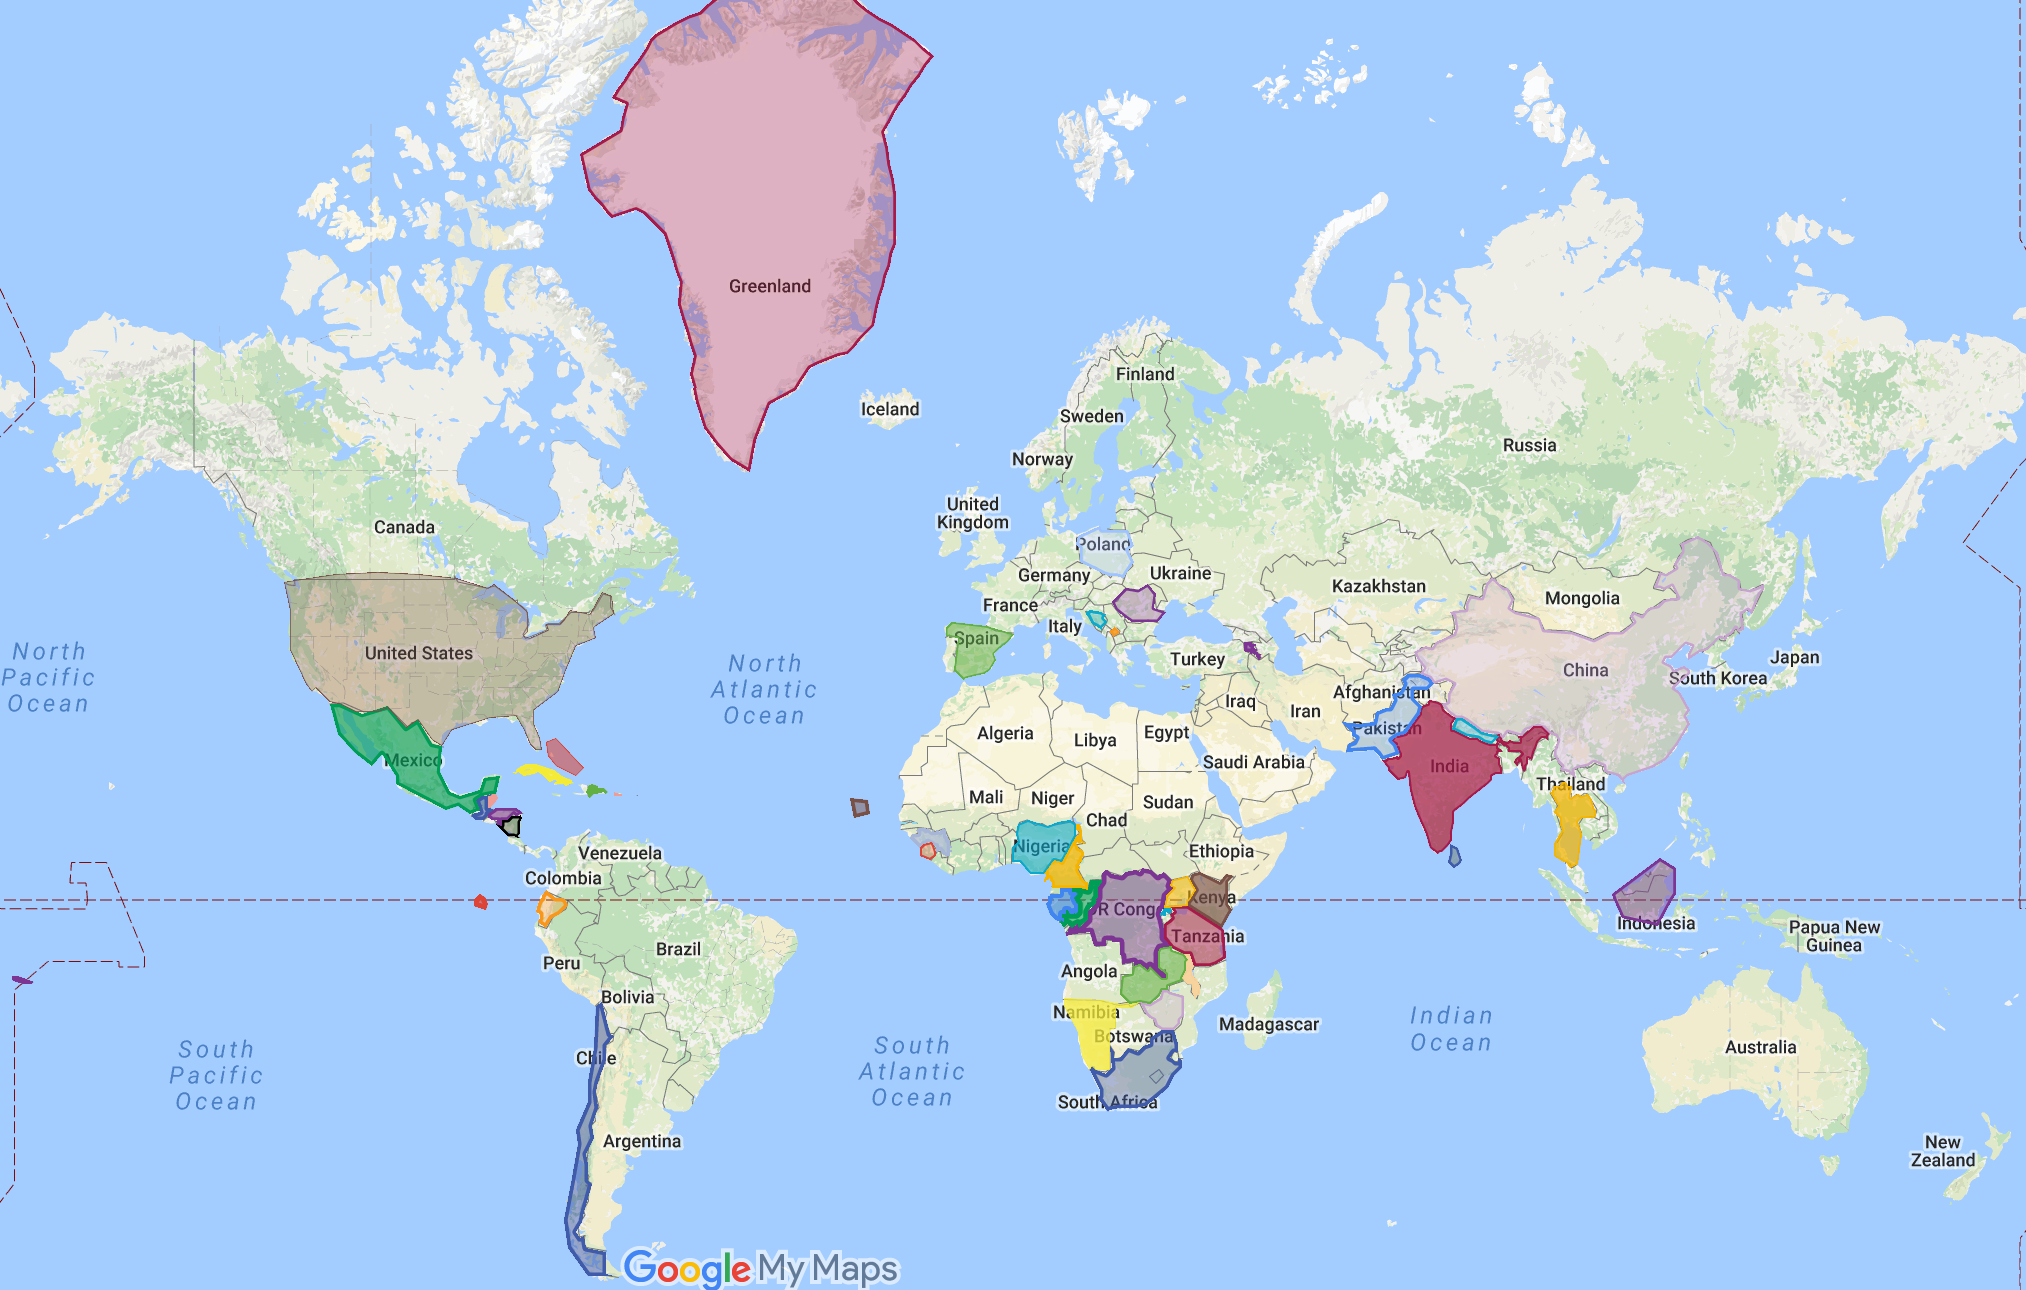 Greenland
Iceland
Finland
Sweden
Norway
Russia
United
Kingdom
Canada
Poland
Germany
Ukraine
Kazakhstan
Mongolia
France
Italy
Spain
United States
North
Pacific
Ocean
North
Atlantic
Ocean
Turkey
China
Japan
South Korea
Afghanistan
Iraq
Iran
Pakistan
Algeria
Libya
Egypt
Saudi Arabia
India
Mexico
Thailand
Mali
Niger
Sudan
Chad
Nigeria
Ethiopia
Venezuela
Colombia
Kenya
R Cong
Indonesia
Papua New
Guinea
Tanzania
Brazil
Peru
Angola
Bolivia
Namibia
Botswana
Madagascar
Indian
Ocean
Australia
South
Pacific
Ocean
Chile
South
Atlantic
Ocean
South Africa
Argentina
New
Zealand
Google My Maps